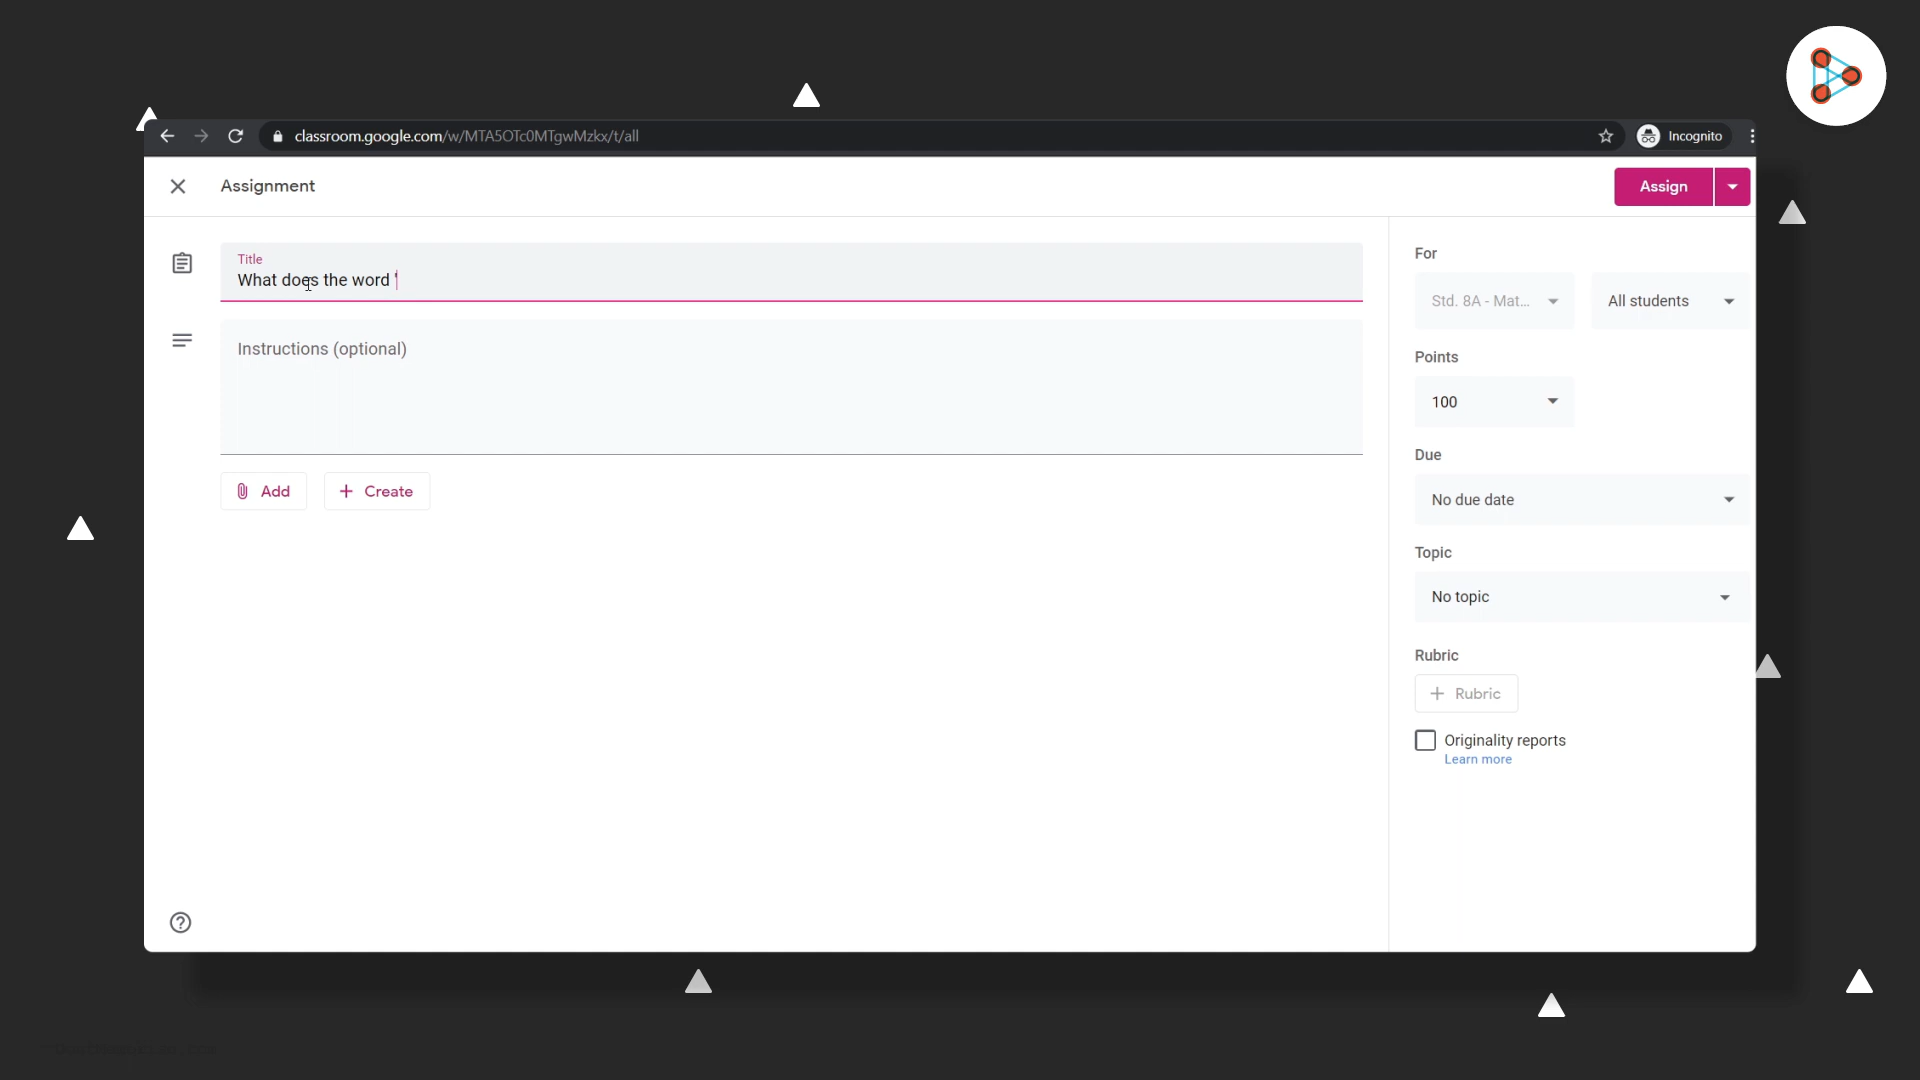 classroom.google.com/w/MTA5OTc0MTgwMzkx/t/all
Incognito
Assignment
Assign
Title
What does the word '
Instructions (optional)
Add
Create
For
Std. 8A - Mat...
All students
Points
100
Due
No due date
Topic
No topic
Rubric
Rubric
Originality reports
Learn more